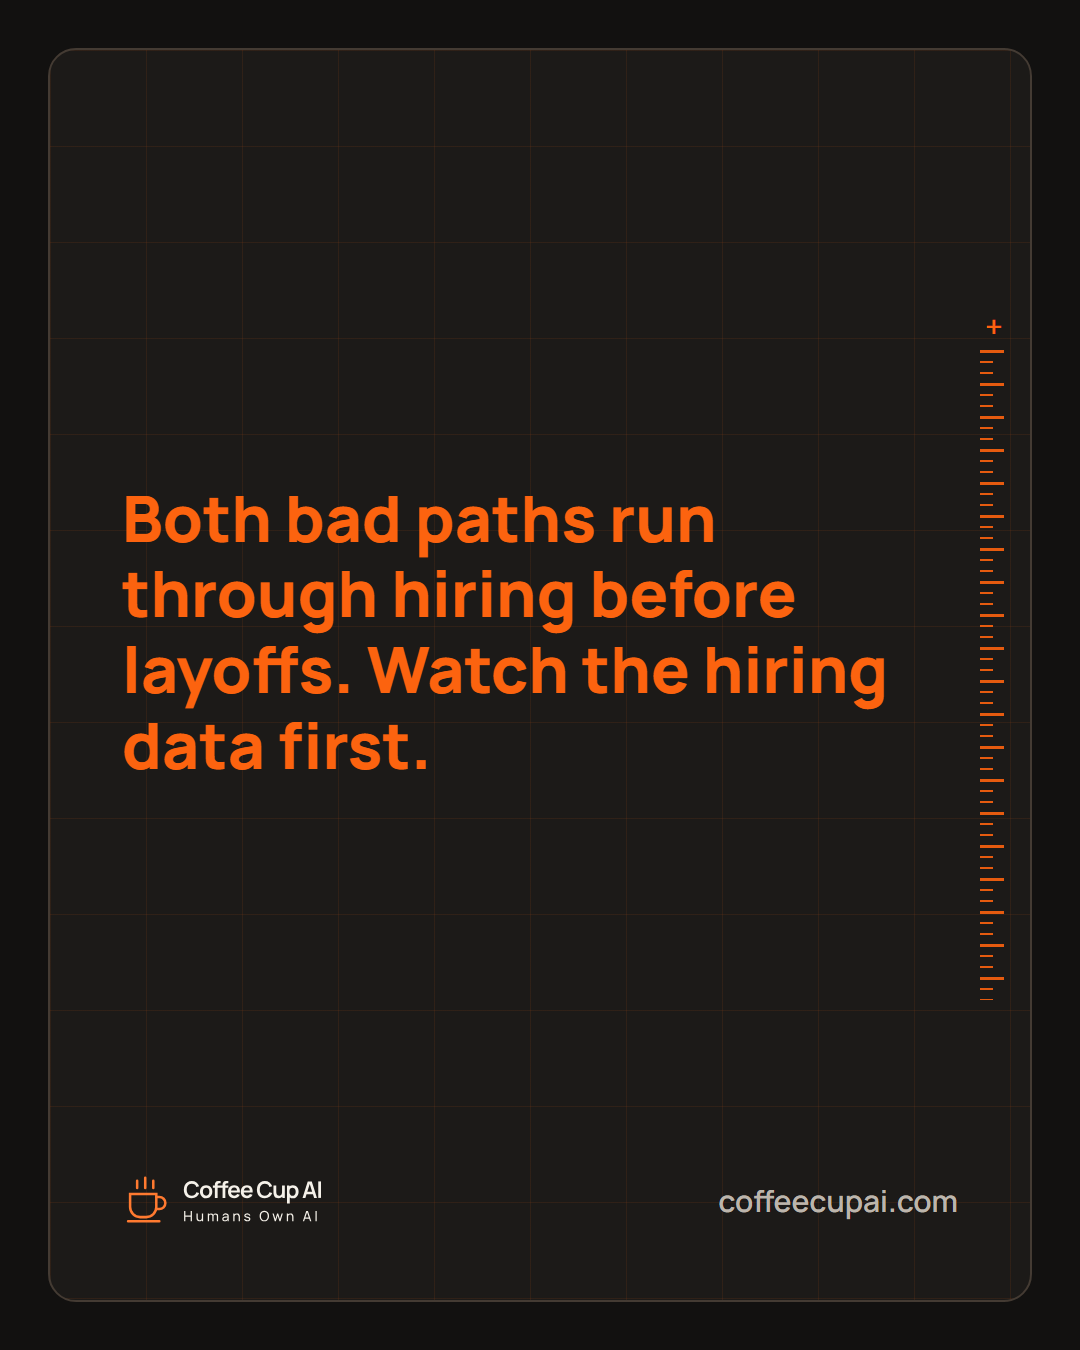 +
Both bad paths run
through hiring before
layoffs. Watch the hiring
data first.
Coffee Cup AI
Humans Own AI
coffeecupai.com